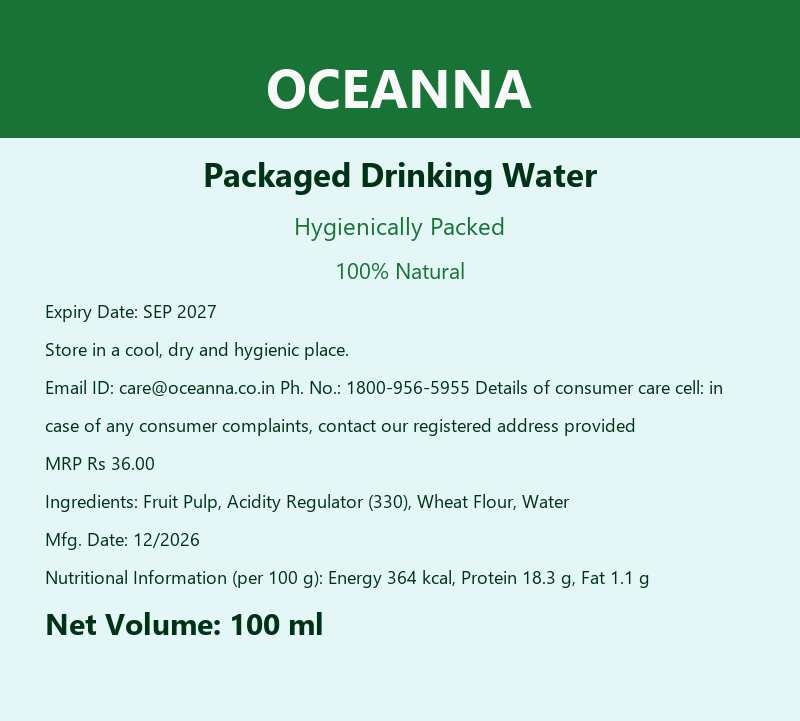 OCEANNA
Packaged Drinking Water
Hygienically Packed
100% Natural
Expiry Date: SEP 2027
Store in a cool, dry and hygienic place.
Email ID: care@oceanna.co.in Ph. No.: 1800-956-5955 Details of consumer care cell: in
case of any consumer complaints, contact our registered address provided
MRP Rs 36.00
Ingredients: Fruit Pulp, Acidity Regulator (330), Wheat Flour, Water
Mfg. Date: 12/2026
Nutritional Information (per 100 g): Energy 364 kcal, Protein 18.3 g, Fat 1.1 g
Net Volume: 100 ml